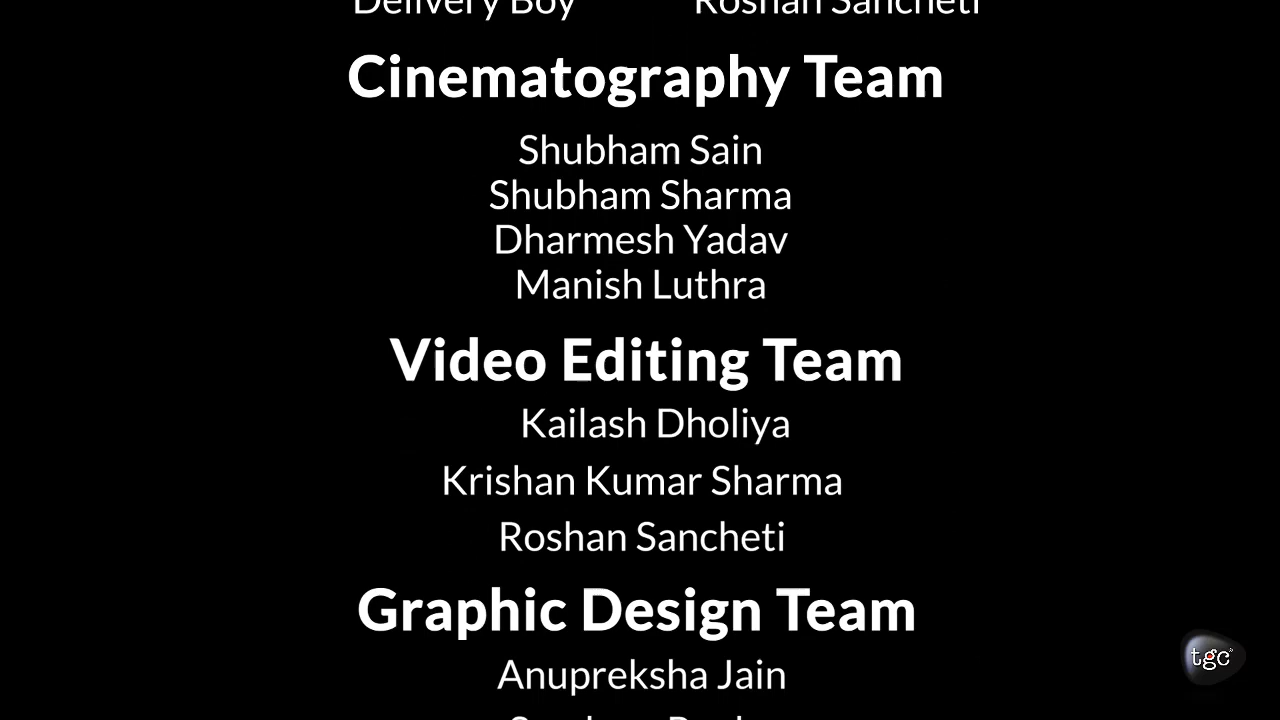 Delivery Boy Roshan Sancheti
Cinematography Team
Shubham Sain
Shubham Sharma
Dharmesh Yadav
Manish Luthra
Video Editing Team
Kailash Dholiya
Krishan Kumar Sharma
Roshan Sancheti
Graphic Design Team
Anupreksha Jain
tgc